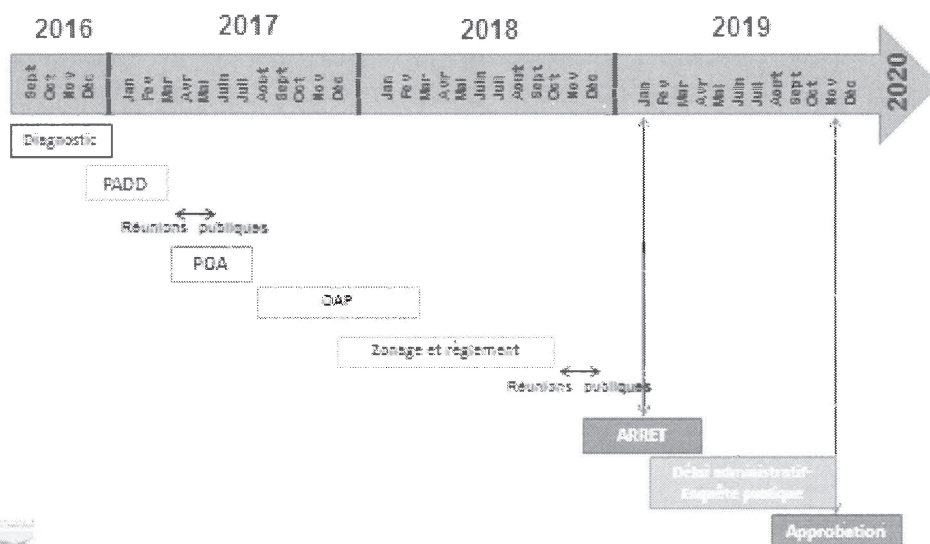 2016 2017 2018 2019
Sept Oct Nov Déc Jan Fev Mar Avr Mai Juin Juil Aout Sept Oct Nov Déc Jan Fev Mar Avr Mai Juin Juil Aout Sept Oct Nov Déc Jan Fev Mar Avr Mai Juin Juil Aout Sept Oct Nov Déc 2020
Diagnostic
PADD
Réunions publiques
POA
OAP
Zonage et règlement
Réunions publiques
ARRET
Délai administratif-
Enquête publique
Approbation